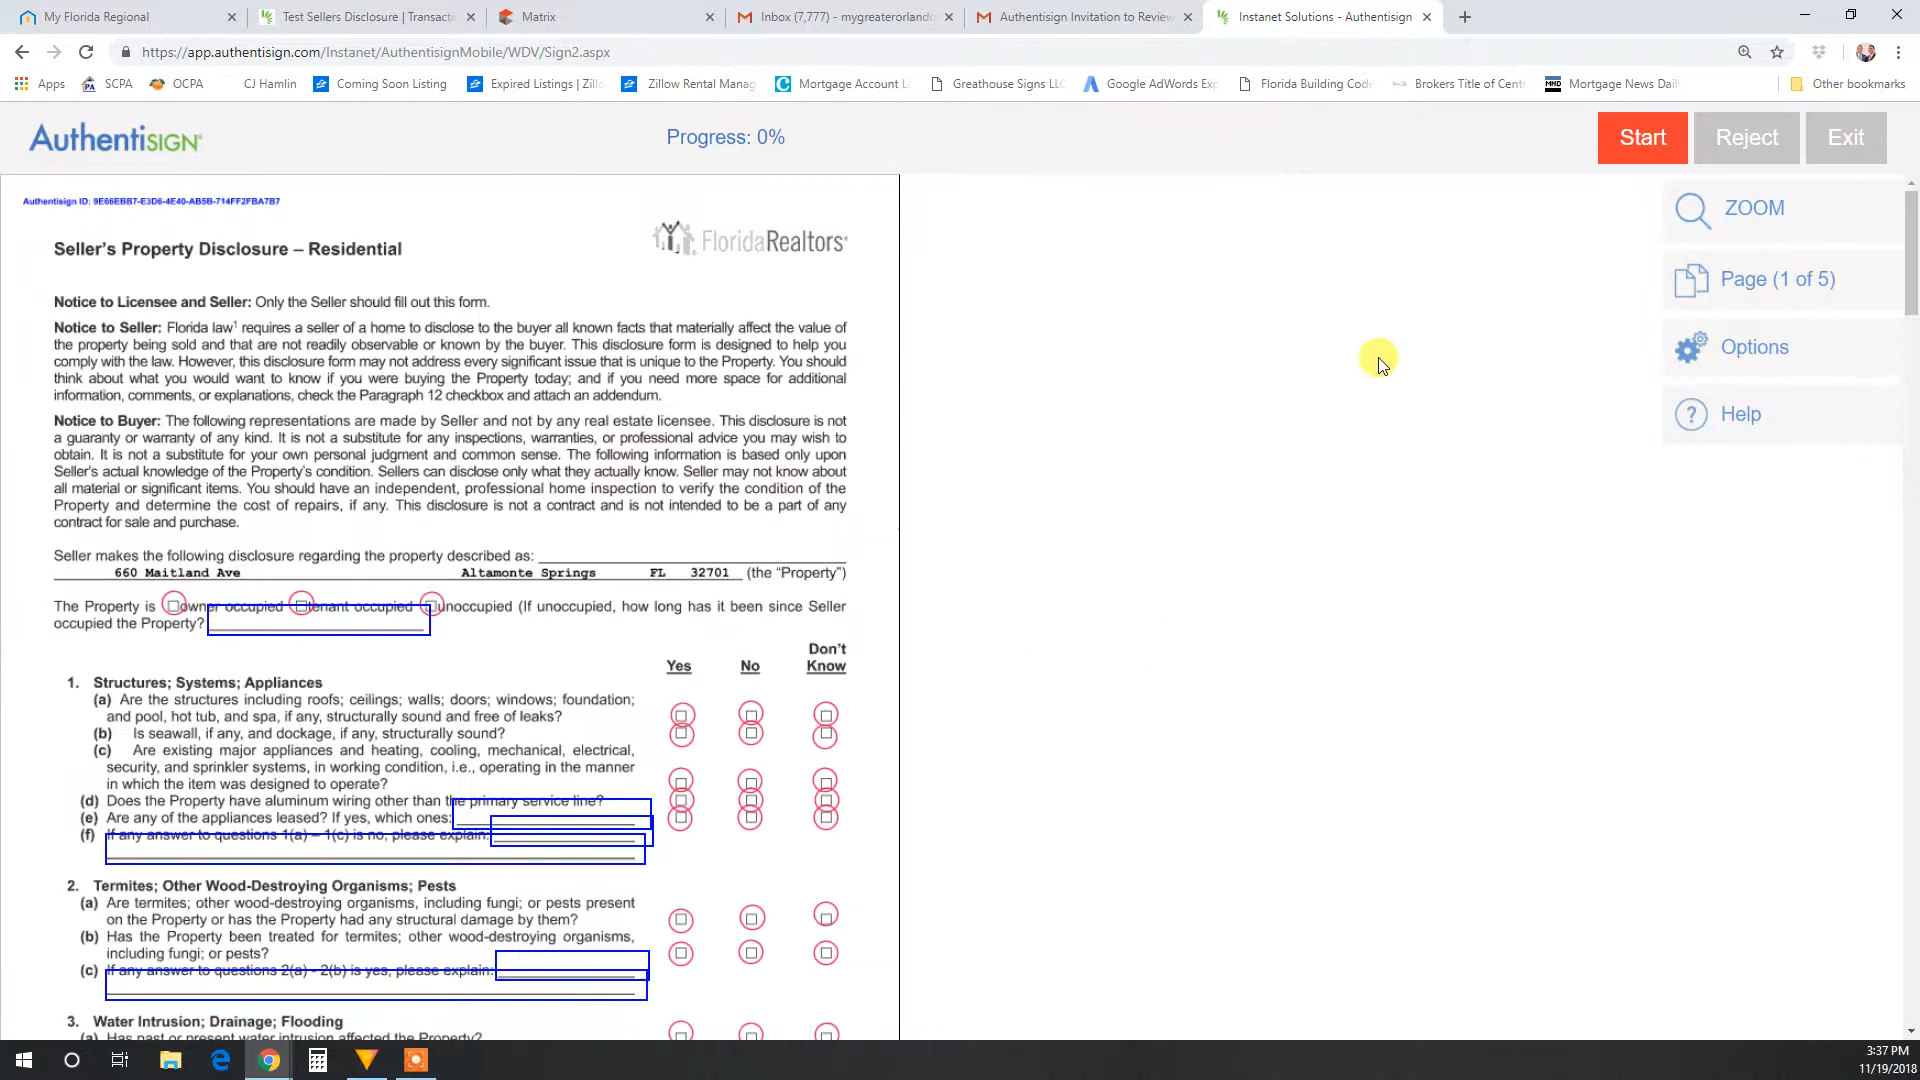 My Florida Regional
Test Sellers Disclosure | Transacti
Matrix
Inbox (7,777) - mygreaterorlando
Authentisign Invitation to Review
Instanet Solutions - Authentisign
https://app.authentisign.com/Instanet/AuthentisignMobile/WDV/Sign2.aspx
Apps
SCPA
OCPA
CJ Hamlin
Coming Soon Listing
Expired Listings | Zillo
Zillow Rental Manag
Mortgage Account L
Greathouse Signs LLC
Google AdWords Exp
Florida Building Code
Brokers Title of Centr
Mortgage News Dail
Other bookmarks
AuthentiSIGN®
Progress: 0%
Start
Reject
Exit
Authentisign ID: 9E66EBB7-E3D6-4E40-AB5B-714FF2FBA7B7
ZOOM
Page (1 of 5)
Options
Help
Seller's Property Disclosure – Residential
FloridaRealtors®
Notice to Licensee and Seller: Only the Seller should fill out this form.
Notice to Seller: Florida law¹ requires a seller of a home to disclose to the buyer all known facts that materially affect the value of
the property being sold and that are not readily observable or known by the buyer. This disclosure form is designed to help you
comply with the law. However, this disclosure form may not address every significant issue that is unique to the Property. You should
think about what you would want to know if you were buying the Property today; and if you need more space for additional
information, comments, or explanations, check the Paragraph 12 checkbox and attach an addendum.
Notice to Buyer: The following representations are made by Seller and not by any real estate licensee. This disclosure is not
a guaranty or warranty of any kind. It is not a substitute for any inspections, warranties, or professional advice you may wish to
obtain. It is not a substitute for your own personal judgment and common sense. The following information is based only upon
Seller's actual knowledge of the Property's condition. Sellers can disclose only what they actually know. Seller may not know about
all material or significant items. You should have an independent, professional home inspection to verify the condition of the
Property and determine the cost of repairs, if any. This disclosure is not a contract and is not intended to be a part of any
contract for sale and purchase.
Seller makes the following disclosure regarding the property described as:
660 Maitland Ave Altamonte Springs FL 32701 (the "Property")
The Property is owner occupied tenant occupied unoccupied (If unoccupied, how long has it been since Seller
occupied the Property?
Yes No Don't Know
1. Structures; Systems; Appliances
(a) Are the structures including roofs; ceilings; walls; doors; windows; foundation;
and pool, hot tub, and spa, if any, structurally sound and free of leaks?
(b) Is seawall, if any, and dockage, if any, structurally sound?
(c) Are existing major appliances and heating, cooling, mechanical, electrical,
security, and sprinkler systems, in working condition, i.e., operating in the manner
in which the item was designed to operate?
(d) Does the Property have aluminum wiring other than the primary service line?
(e) Are any of the appliances leased? If yes, which ones:
(f) If any answer to questions 1(a) – 1(c) is no, please explain:
2. Termites; Other Wood-Destroying Organisms; Pests
(a) Are termites; other wood-destroying organisms, including fungi; or pests present
on the Property or has the Property had any structural damage by them?
(b) Has the Property been treated for termites; other wood-destroying organisms,
including fungi; or pests?
(c) If any answer to questions 2(a) - 2(b) is yes, please explain:
3. Water Intrusion; Drainage; Flooding
(a) Has past or present water intrusion affected the Property?
3:37 PM
11/19/2018